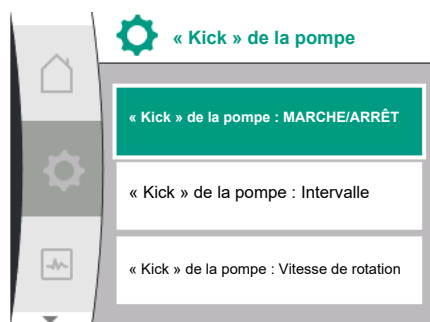 « Kick » de la pompe
« Kick » de la pompe : MARCHE/ARRÊT
« Kick » de la pompe : Intervalle
« Kick » de la pompe : Vitesse de rotation